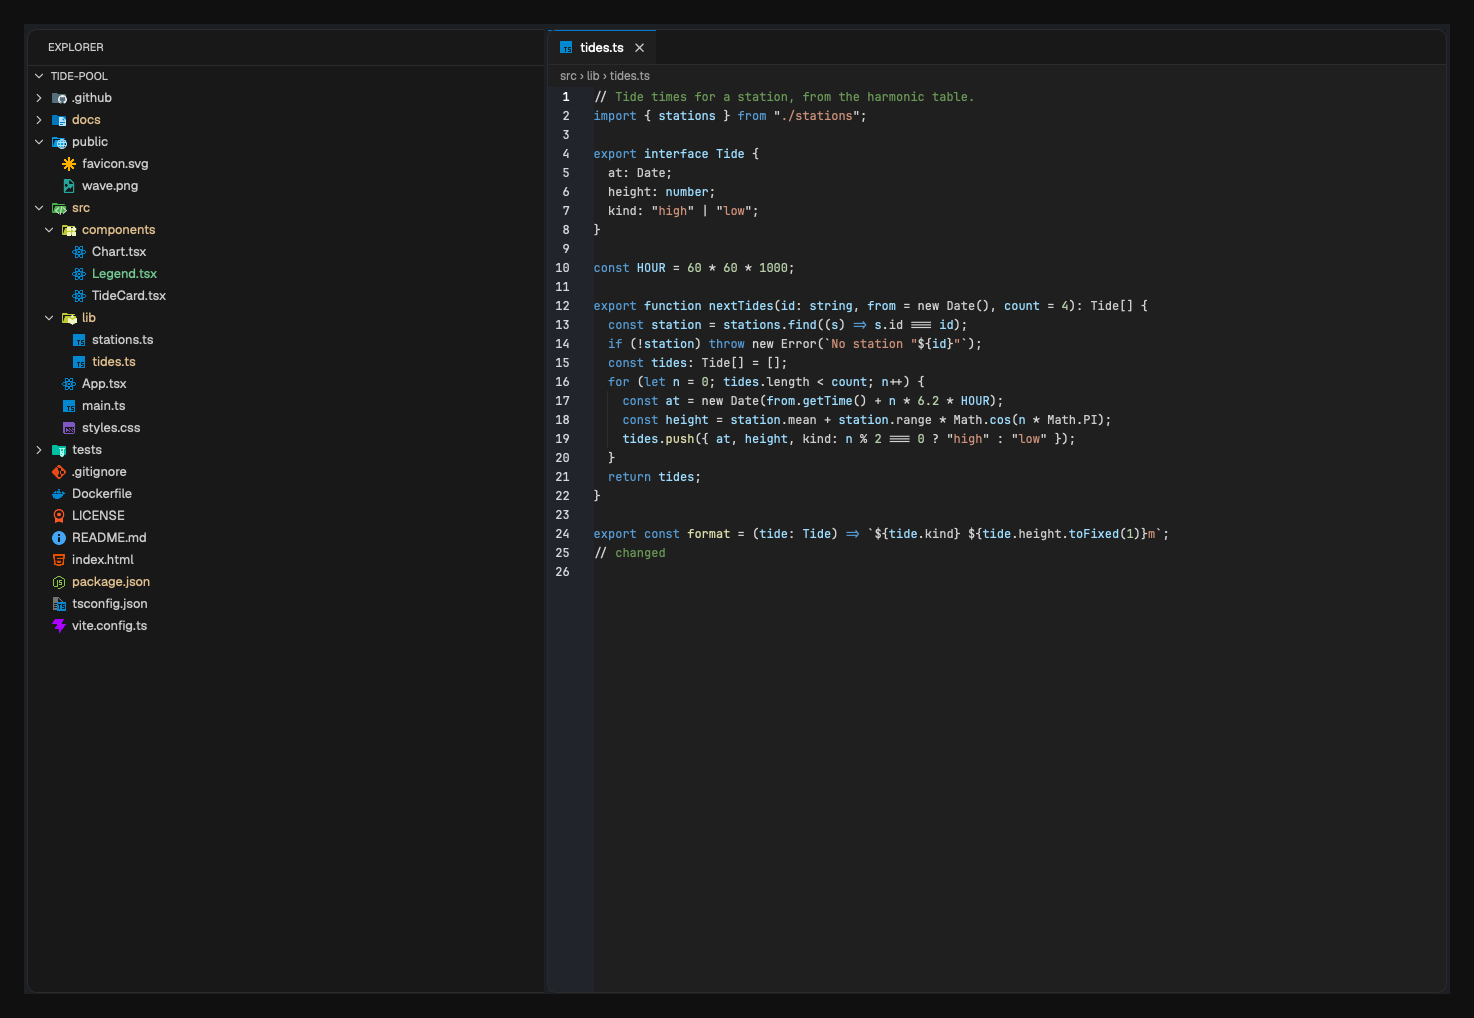 EXPLORER
TIDE-POOL
.github
docs
public
favicon.svg
wave.png
src
components
Chart.tsx
Legend.tsx
TideCard.tsx
lib
stations.ts
tides.ts
App.tsx
main.ts
styles.css
tests
.gitignore
Dockerfile
LICENSE
README.md
index.html
package.json
tsconfig.json
vite.config.ts
tides.ts
src › lib › tides.ts
1 // Tide times for a station, from the harmonic table.
2 import { stations } from "./stations";
3
4 export interface Tide {
5   at: Date;
6   height: number;
7   kind: "high" | "low";
8 }
9
10 const HOUR = 60 * 60 * 1000;
11
12 export function nextTides(id: string, from = new Date(), count = 4): Tide[] {
13   const station = stations.find((s) => s.id === id);
14   if (!station) throw new Error(`No station "${id}"`);
15   const tides: Tide[] = [];
16   for (let n = 0; tides.length < count; n++) {
17     const at = new Date(from.getTime() + n * 6.2 * HOUR);
18     const height = station.mean + station.range * Math.cos(n * Math.PI);
19     tides.push({ at, height, kind: n % 2 === 0 ? "high" : "low" });
20   }
21   return tides;
22 }
23
24 export const format = (tide: Tide) => `${tide.kind} ${tide.height.toFixed(1)}m`;
25 // changed
26